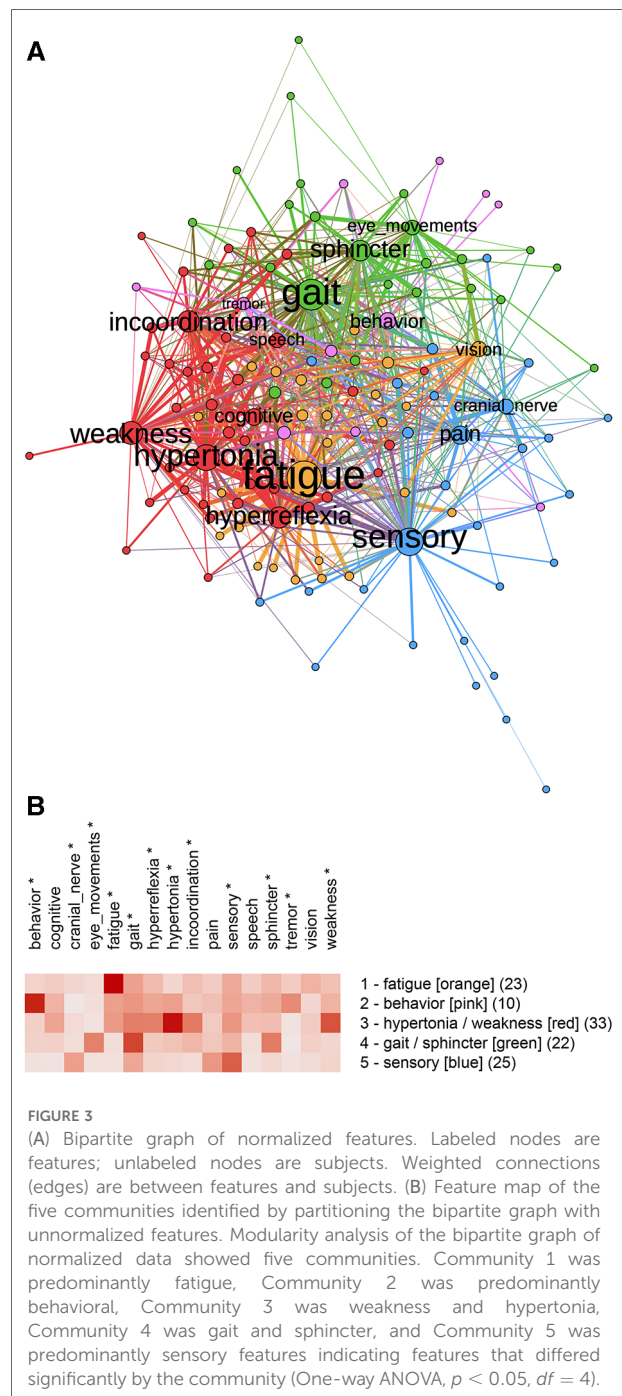 A
eye_movements
sphincter
gait
tremor
incoordination
behavior
speech
vision
cognitive
cranial_nerve
weakness
pain
hypertonia
fatigue
hyperreflexia
sensory
B
behavior *
cognitive
cranial_nerve *
eye_movements *
fatigue *
gait *
hyperreflexia *
hypertonia *
incoordination *
pain
sensory *
speech
sphincter *
tremor *
vision
weakness *
1 - fatigue [orange] (23)
2 - behavior [pink] (10)
3 - hypertonia / weakness [red] (33)
4 - gait / sphincter [green] (22)
5 - sensory [blue] (25)
FIGURE 3
(A) Bipartite graph of normalized features. Labeled nodes are
features; unlabeled nodes are subjects. Weighted connections
(edges) are between features and subjects. (B) Feature map of the
five communities identified by partitioning the bipartite graph with
unnormalized features. Modularity analysis of the bipartite graph of
normalized data showed five communities. Community 1 was
predominantly fatigue, Community 2 was predominantly
behavioral, Community 3 was weakness and hypertonia,
Community 4 was gait and sphincter, and Community 5 was
predominantly sensory features indicating features that differed
significantly by the community (One-way ANOVA, p < 0.05, df = 4).